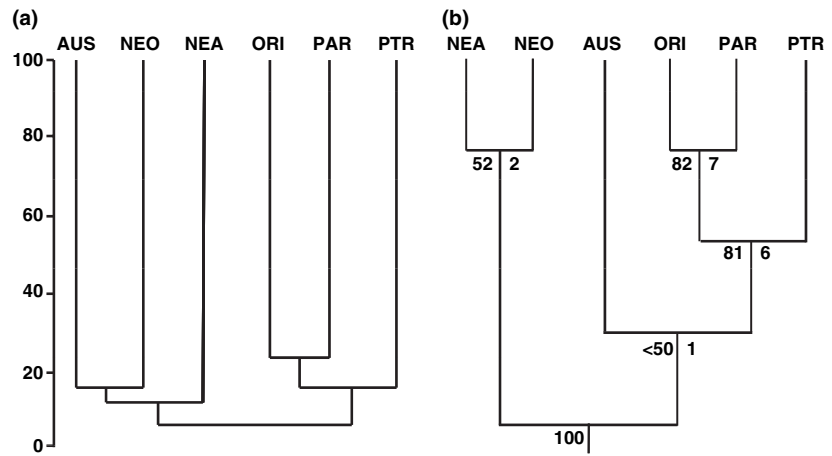 (a)
AUS NEO NEA ORI PAR PTR
100
80
60
40
20
0
(b)
NEA NEO AUS ORI PAR PTR
52 2
82 7
81 6
<50 1
100